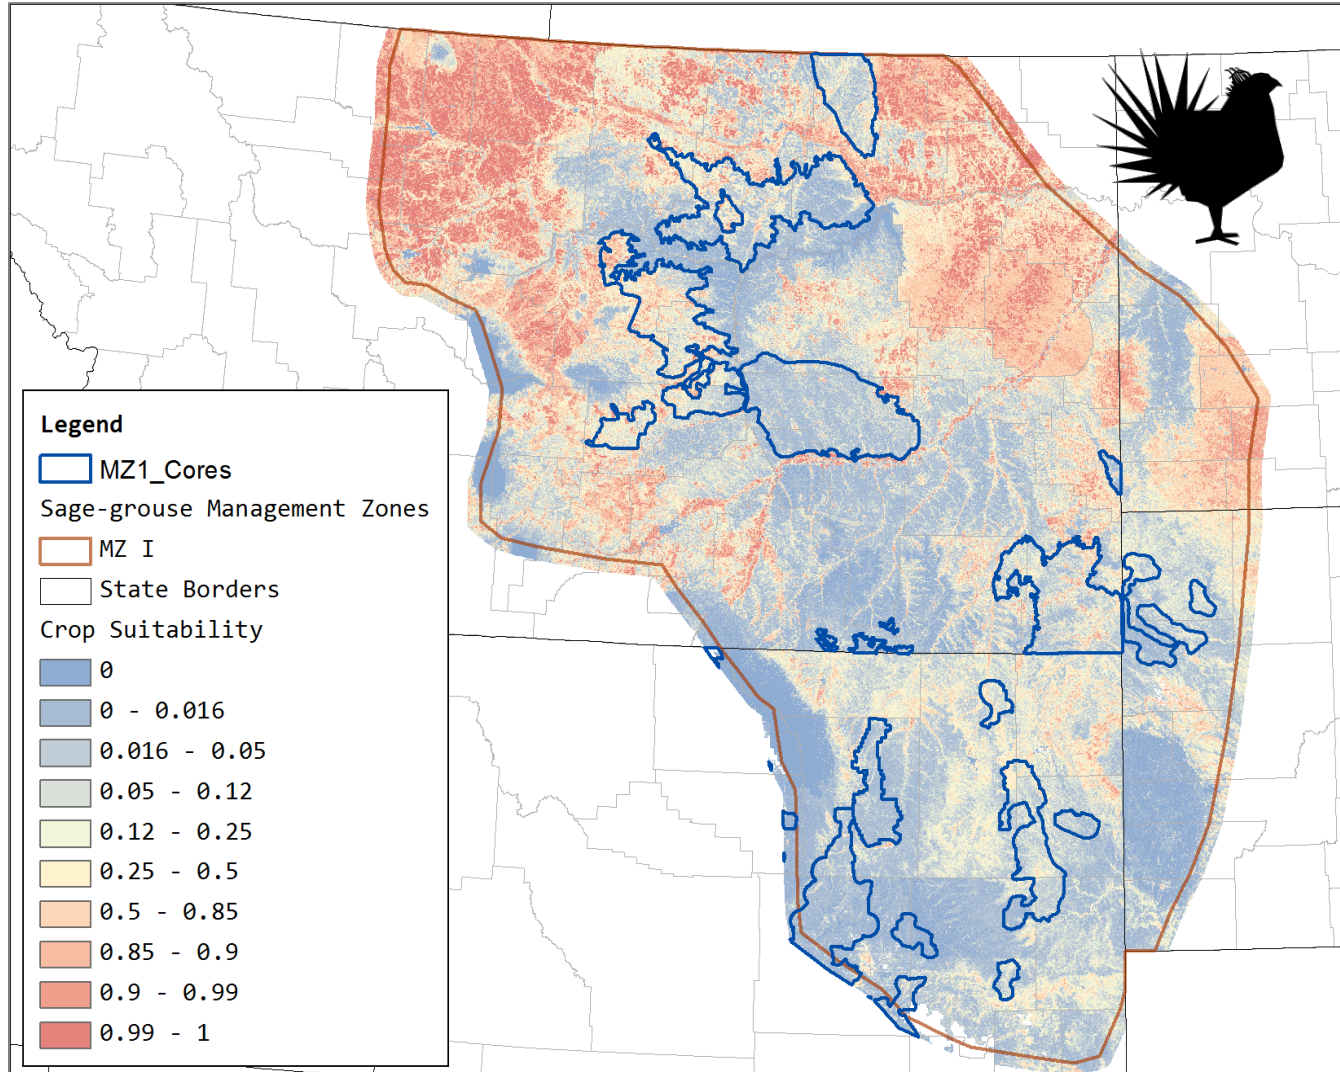 Legend
MZ1_Cores
Sage-grouse Management Zones
MZ I
State Borders
Crop Suitability
0
0 - 0.016
0.016 - 0.05
0.05 - 0.12
0.12 - 0.25
0.25 - 0.5
0.5 - 0.85
0.85 - 0.9
0.9 - 0.99
0.99 - 1